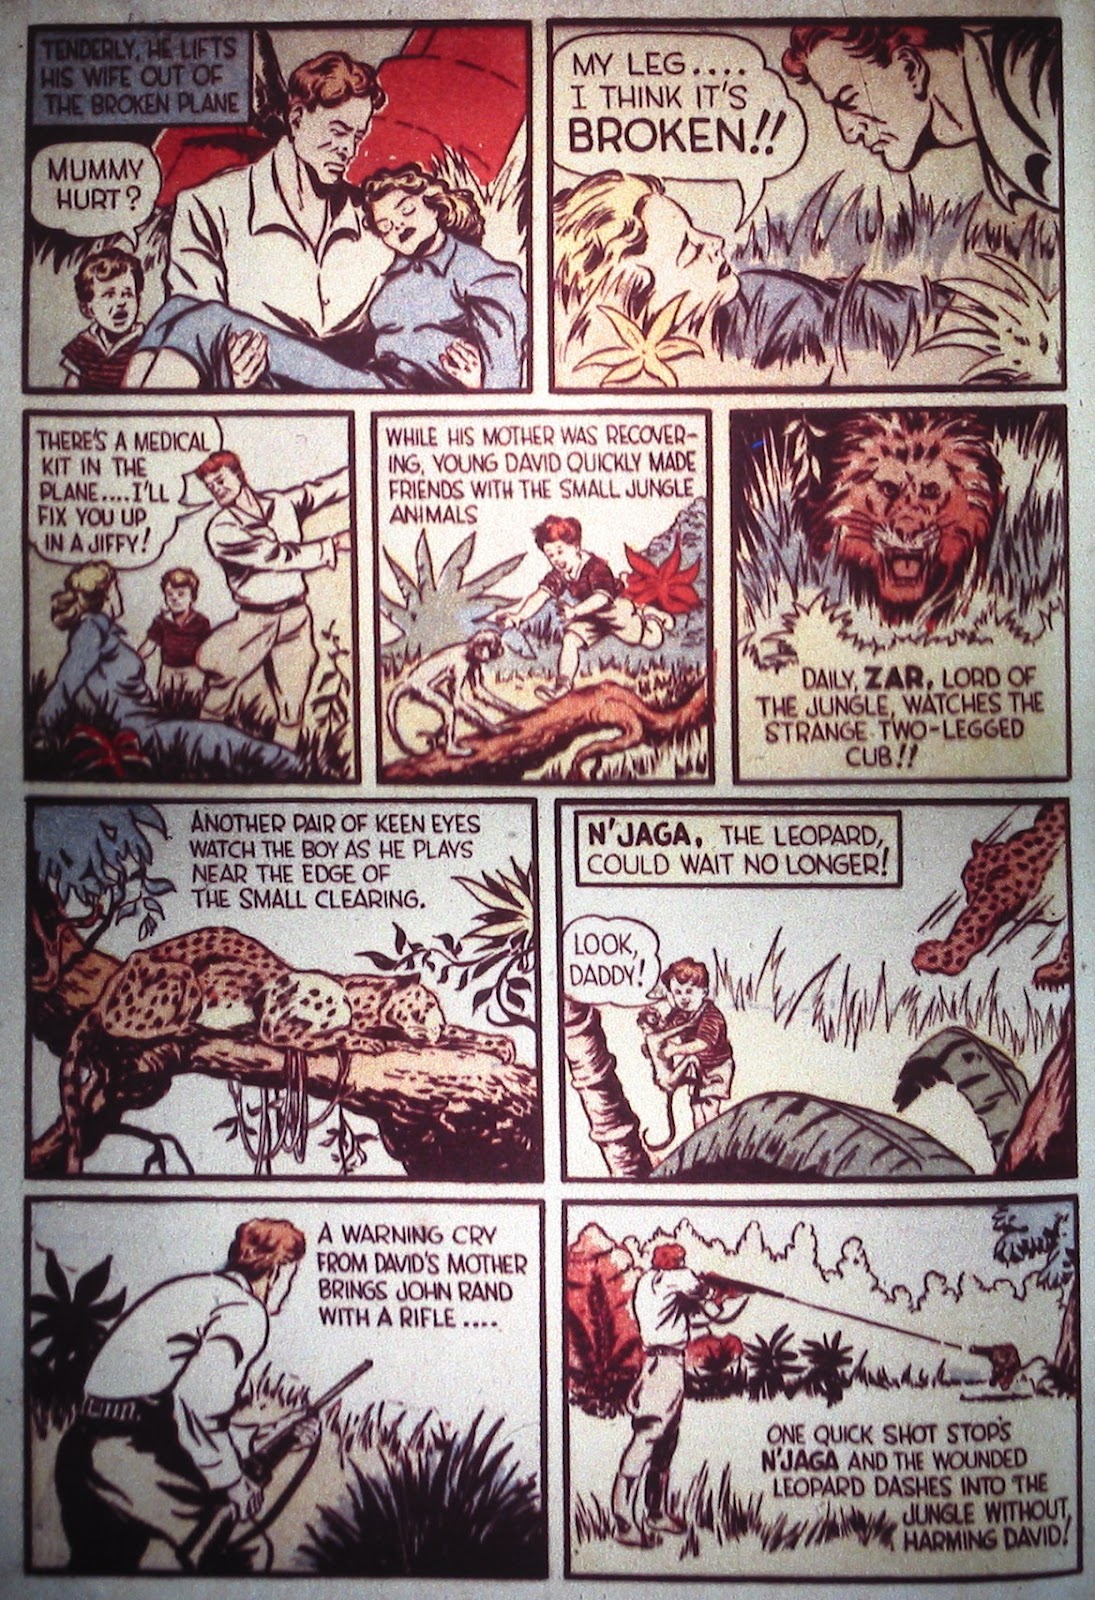 TENDERLY, HE LIFTS
HIS WIFE OUT OF
THE BROKEN PLANE
MUMMY
HURT?
MY LEG....
I THINK IT'S
BROKEN!!
THERE'S A MEDICAL
KIT IN THE
PLANE....I'LL
FIX YOU UP
IN A JIFFY!
WHILE HIS MOTHER WAS RECOVER-
ING, YOUNG DAVID QUICKLY MADE
FRIENDS WITH THE SMALL JUNGLE
ANIMALS
DAILY, ZAR, LORD OF
THE JUNGLE, WATCHES THE
STRANGE TWO-LEGGED
CUB!!
ANOTHER PAIR OF KEEN EYES
WATCH THE BOY AS HE PLAYS
NEAR THE EDGE OF
THE SMALL CLEARING.
N'JAGA, THE LEOPARD,
COULD WAIT NO LONGER!
LOOK,
DADDY!
A WARNING CRY
FROM DAVID'S MOTHER
BRINGS JOHN RAND
WITH A RIFLE....
ONE QUICK SHOT STOP'S
N'JAGA AND THE WOUNDED
LEOPARD DASHES INTO THE
JUNGLE WITHOUT
HARMING DAVID!